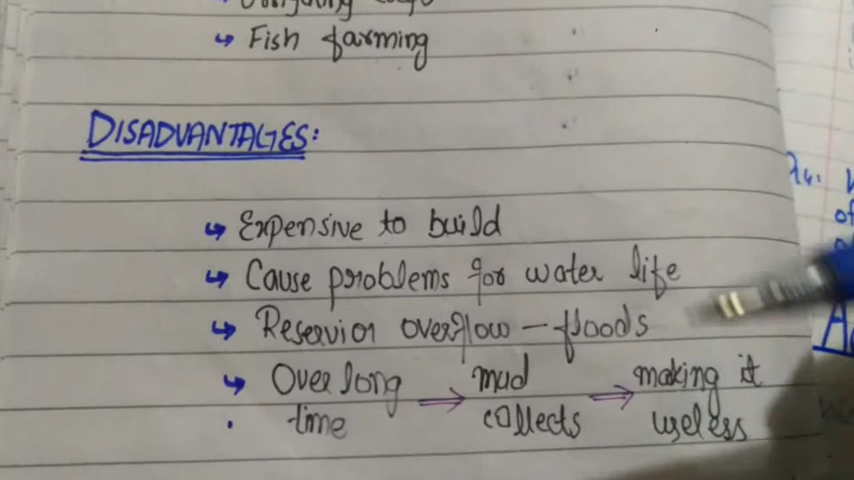 ↳ Fish farming
DISADVANTAGES:
↳ Expensive to build
↳ Cause problems for water life
↳ Reservior overflow – floods
↳ Over long time ⇒ mud collects ⇒ making it useless